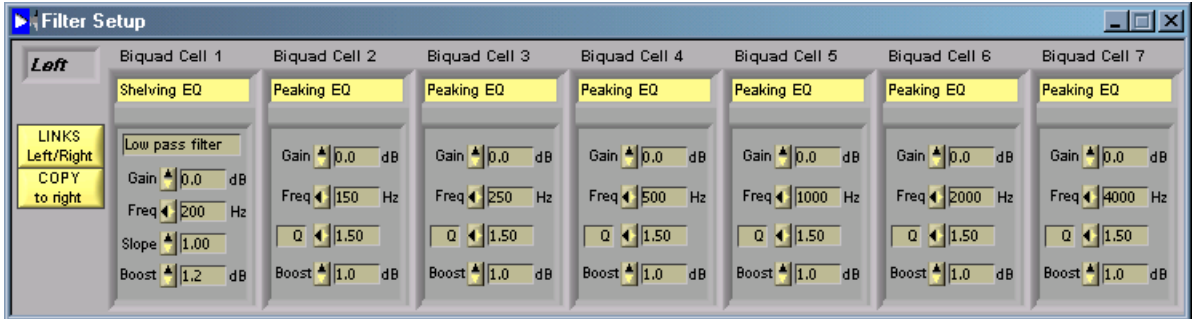 Filter Setup
Left
LINKS
Left/Right
COPY
to right
Biquad Cell 1
Shelving EQ
Low pass filter
Gain 0.0 dB
Freq 200 Hz
Slope 1.00
Boost 1.2 dB
Biquad Cell 2
Peaking EQ
Gain 0.0 dB
Freq 150 Hz
Q 1.50
Boost 1.0 dB
Biquad Cell 3
Peaking EQ
Gain 0.0 dB
Freq 250 Hz
Q 1.50
Boost 1.0 dB
Biquad Cell 4
Peaking EQ
Gain 0.0 dB
Freq 500 Hz
Q 1.50
Boost 1.0 dB
Biquad Cell 5
Peaking EQ
Gain 0.0 dB
Freq 1000 Hz
Q 1.50
Boost 1.0 dB
Biquad Cell 6
Peaking EQ
Gain 0.0 dB
Freq 2000 Hz
Q 1.50
Boost 1.0 dB
Biquad Cell 7
Peaking EQ
Gain 0.0 dB
Freq 4000 Hz
Q 1.50
Boost 1.0 dB